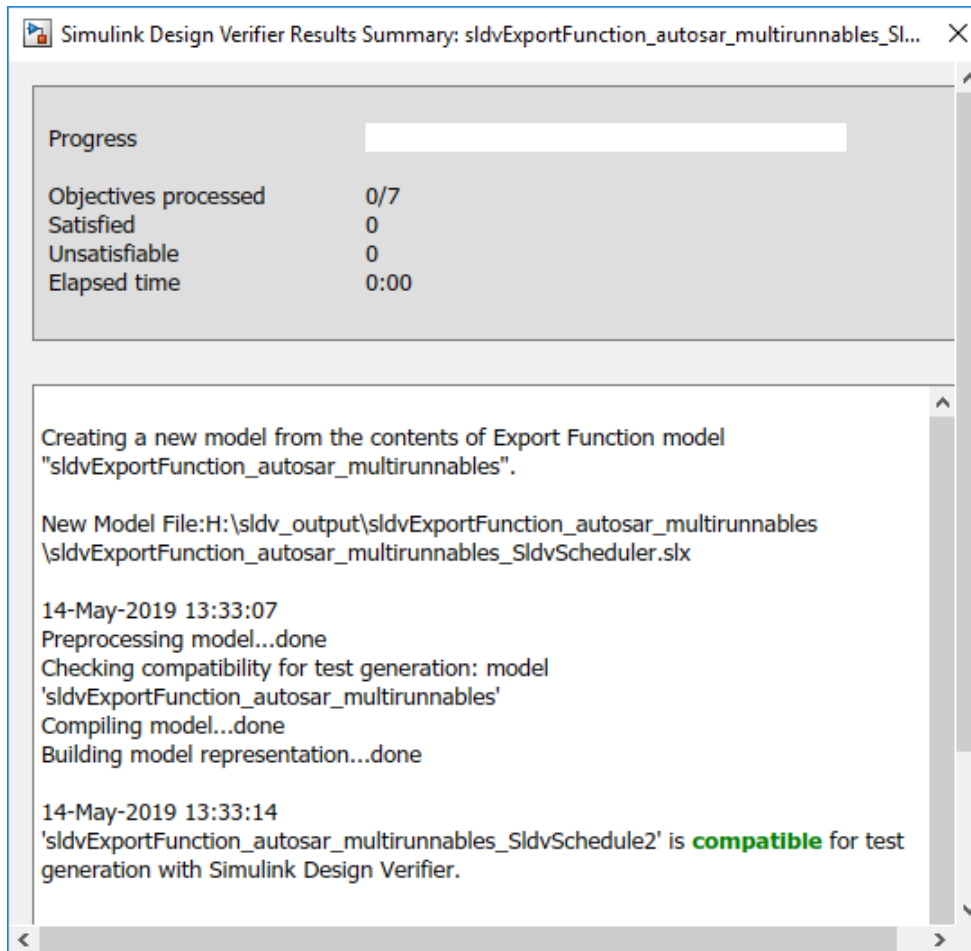 Simulink Design Verifier Results Summary: sldvExportFunction_autosar_multirunnables_Sl...
Progress
Objectives processed 0/7
Satisfied 0
Unsatisfiable 0
Elapsed time 0:00
Creating a new model from the contents of Export Function model
"sldvExportFunction_autosar_multirunnables".
New Model File:H:\sldv_output\sldvExportFunction_autosar_multirunnables
\sldvExportFunction_autosar_multirunnables_SldvScheduler.slx
14-May-2019 13:33:07
Preprocessing model...done
Checking compatibility for test generation: model
'sldvExportFunction_autosar_multirunnables'
Compiling model...done
Building model representation...done
14-May-2019 13:33:14
'sldvExportFunction_autosar_multirunnables_SldvSchedule2' is compatible for test
generation with Simulink Design Verifier.